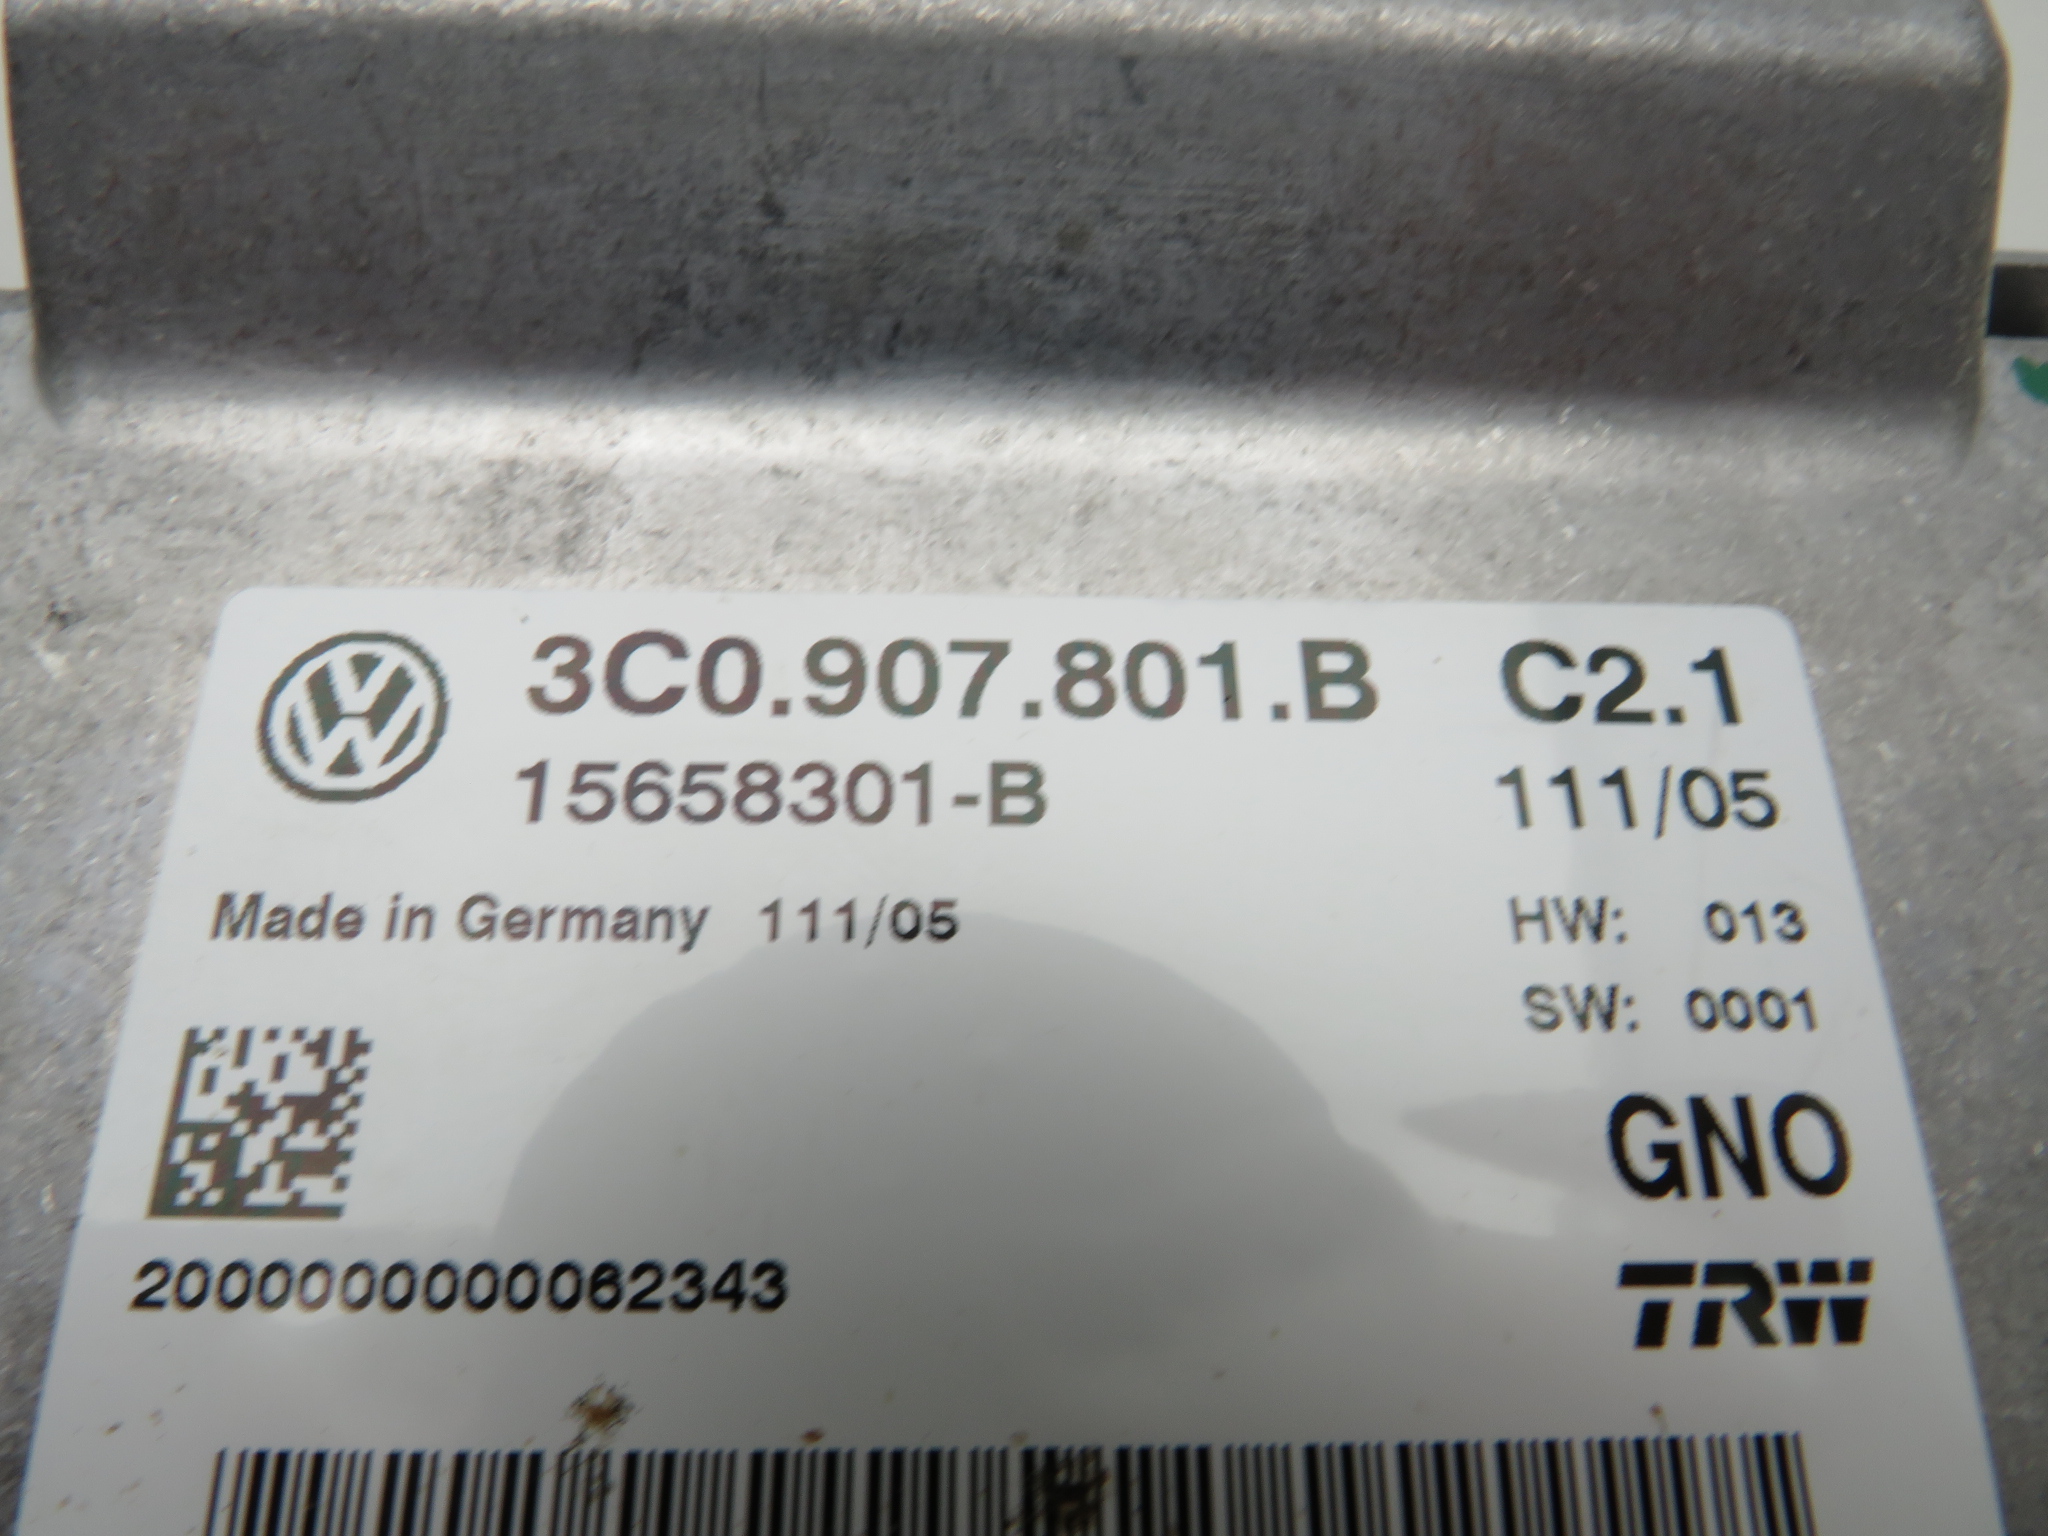 3C0.907.801.B C2.1
15658301-B 111/05
Made in Germany 111/05 HW: 013
SW: 0001
GNO
2000000000062343 TRW